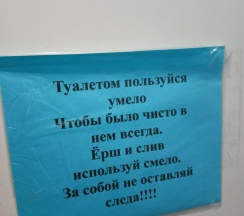 Туалетом пользуйся
умело
Чтобы было чисто в
нем всегда.
Ёрш и слив
используй смело.
За собой не оставляй
следа!!!!